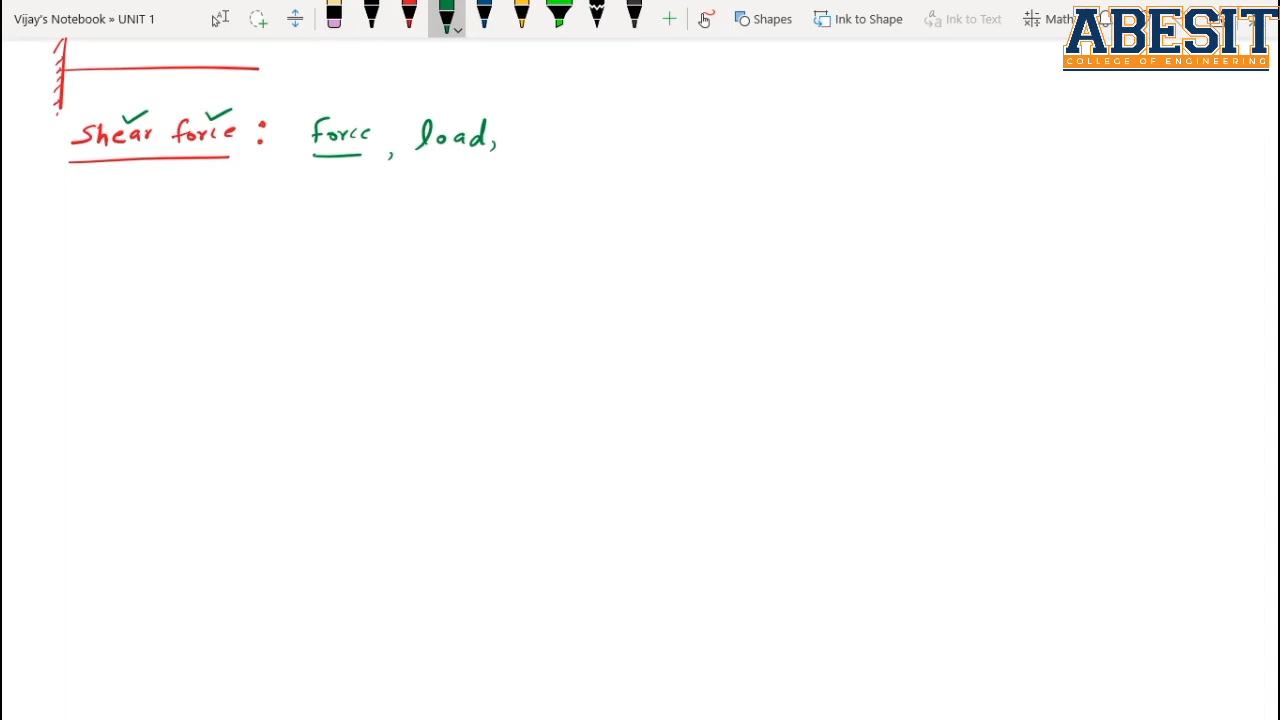 Vijay's Notebook » UNIT 1
Shapes
Ink to Shape
Ink to Text
Math
ABESIT
COLLEGE OF ENGINEERING
Shear force : Force , load,